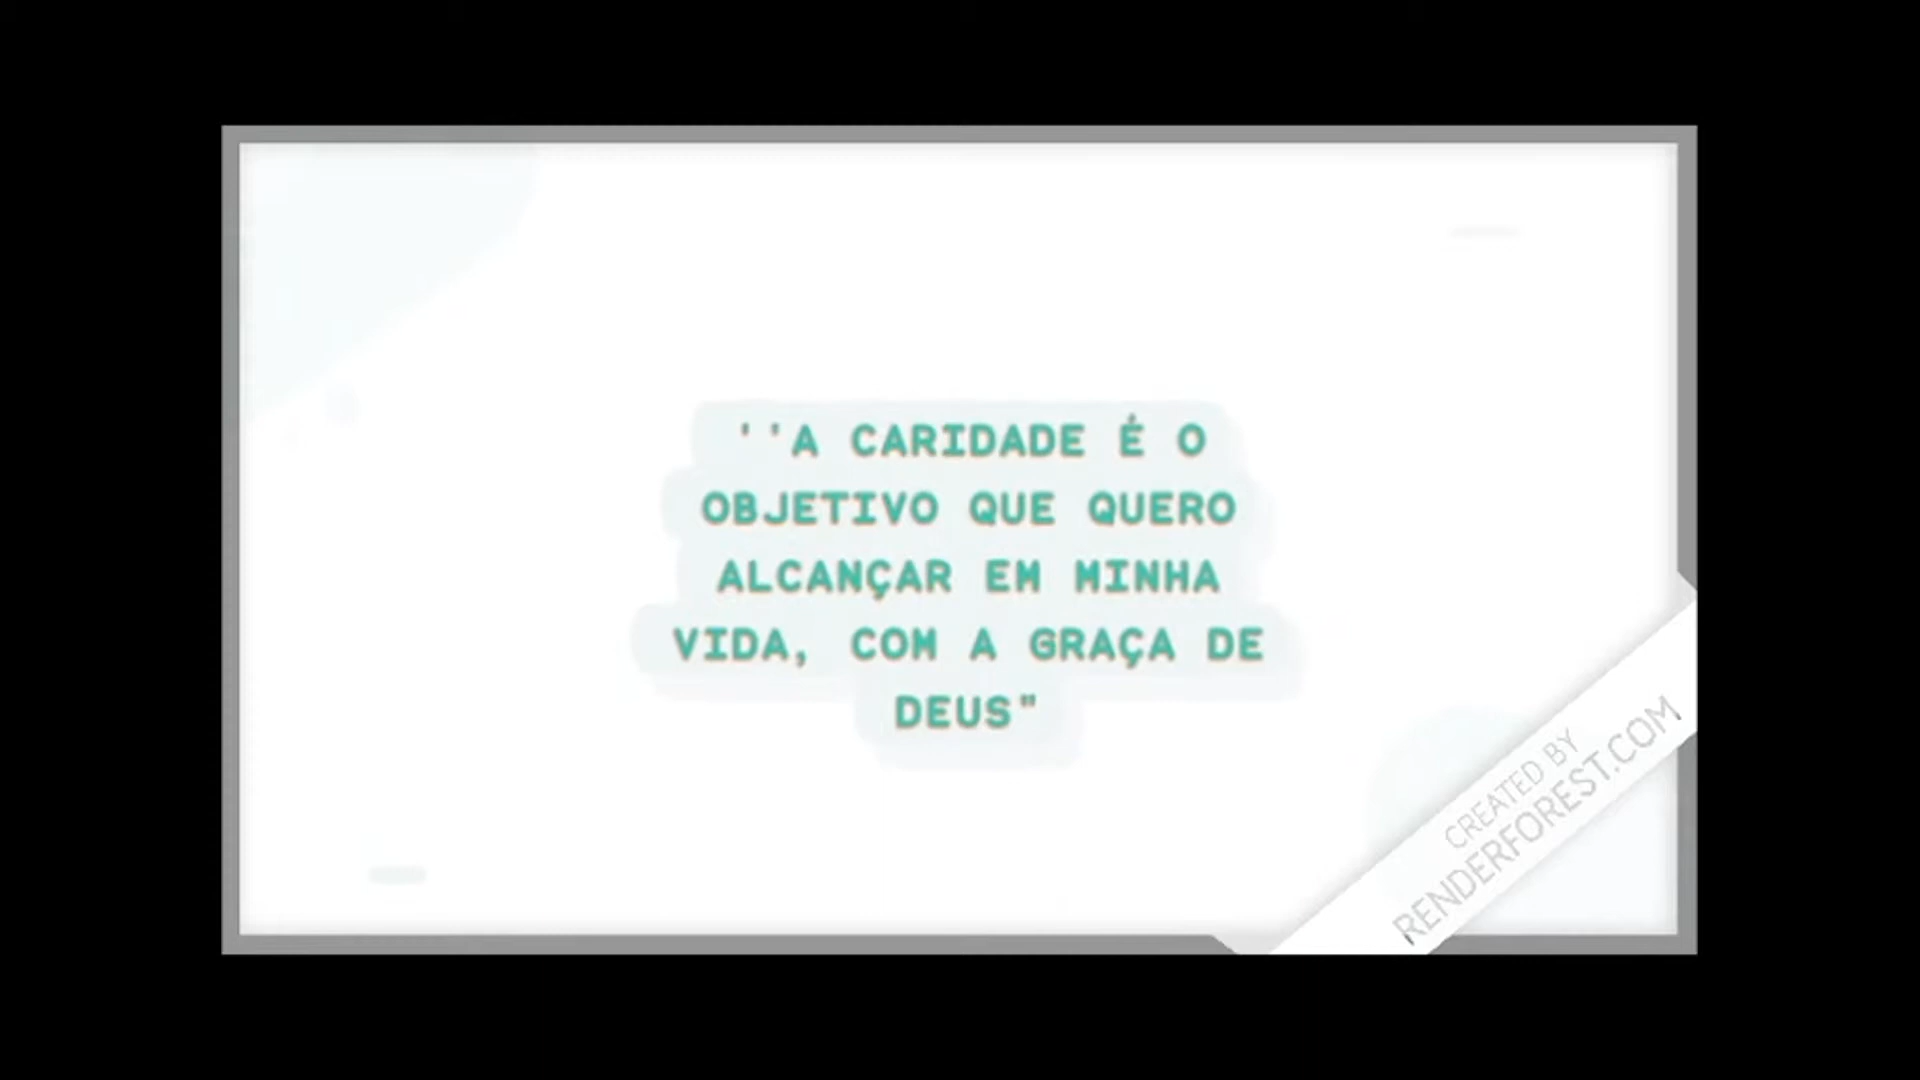 ''A CARIDADE É O
OBJETIVO QUE QUERO
ALCANÇAR EM MINHA
VIDA, COM A GRAÇA DE
DEUS"
CREATED BY
RENDERFOREST.COM